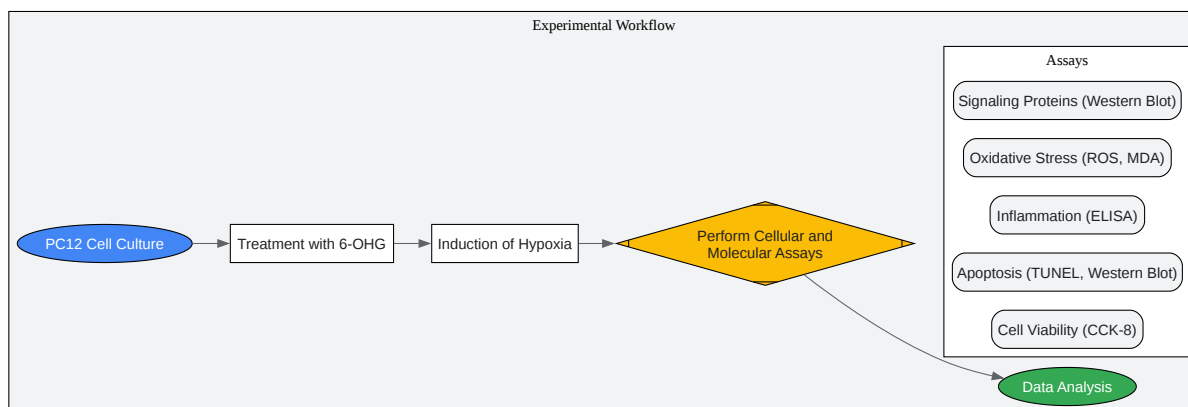 Experimental Workflow
Assays
Signaling Proteins (Western Blot)
Oxidative Stress (ROS, MDA)
Inflammation (ELISA)
Apoptosis (TUNEL, Western Blot)
Cell Viability (CCK-8)
PC12 Cell Culture
Treatment with 6-OHG
Induction of Hypoxia
Perform Cellular and
Molecular Assays
Data Analysis